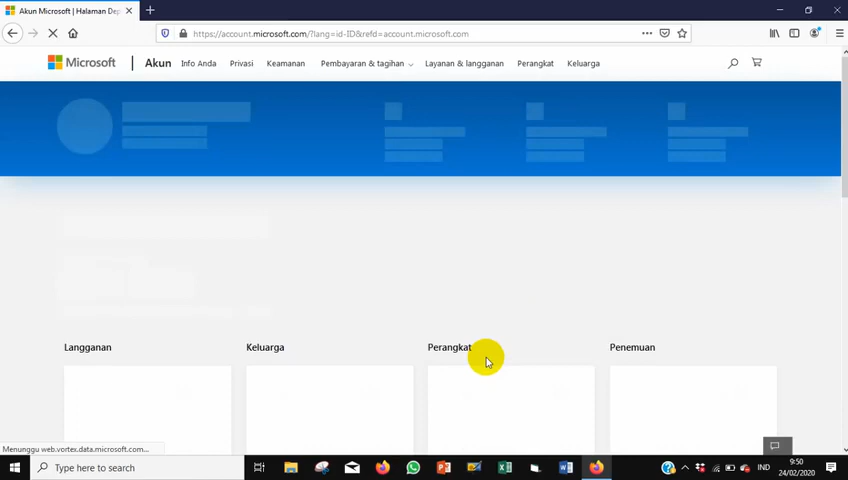 Akun Microsoft | Halaman Dep
https://account.microsoft.com/?lang=id-ID&refd=account.microsoft.com
Microsoft Akun Info Anda Privasi Keamanan Pembayaran & tagihan Layanan & langganan Perangkat Keluarga
Langganan Keluarga Perangkat Penemuan
Menunggu web.vortex.data.microsoft.com...
Type here to search
IND
9:50
24/02/2020